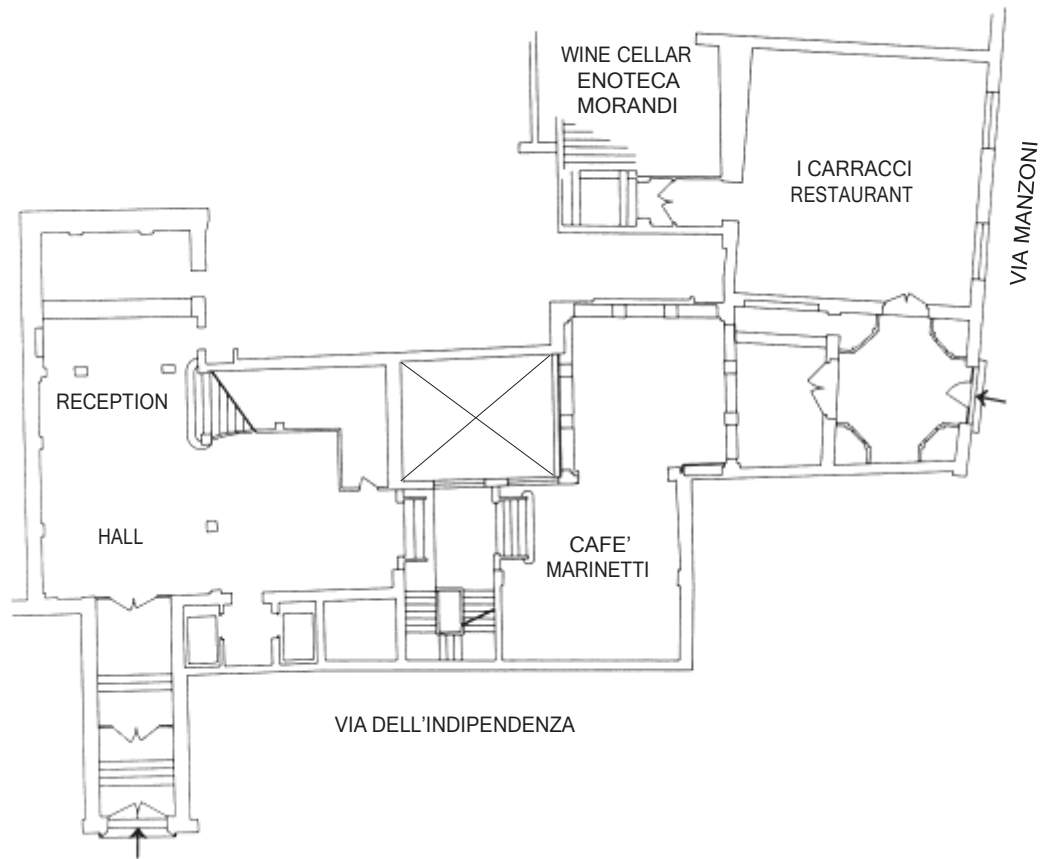 WINE CELLAR
ENOTECA
MORANDI
I CARRACCI
RESTAURANT
VIA MANZONI
RECEPTION
HALL
CAFE’
MARINETTI
VIA DELL’INDIPENDENZA